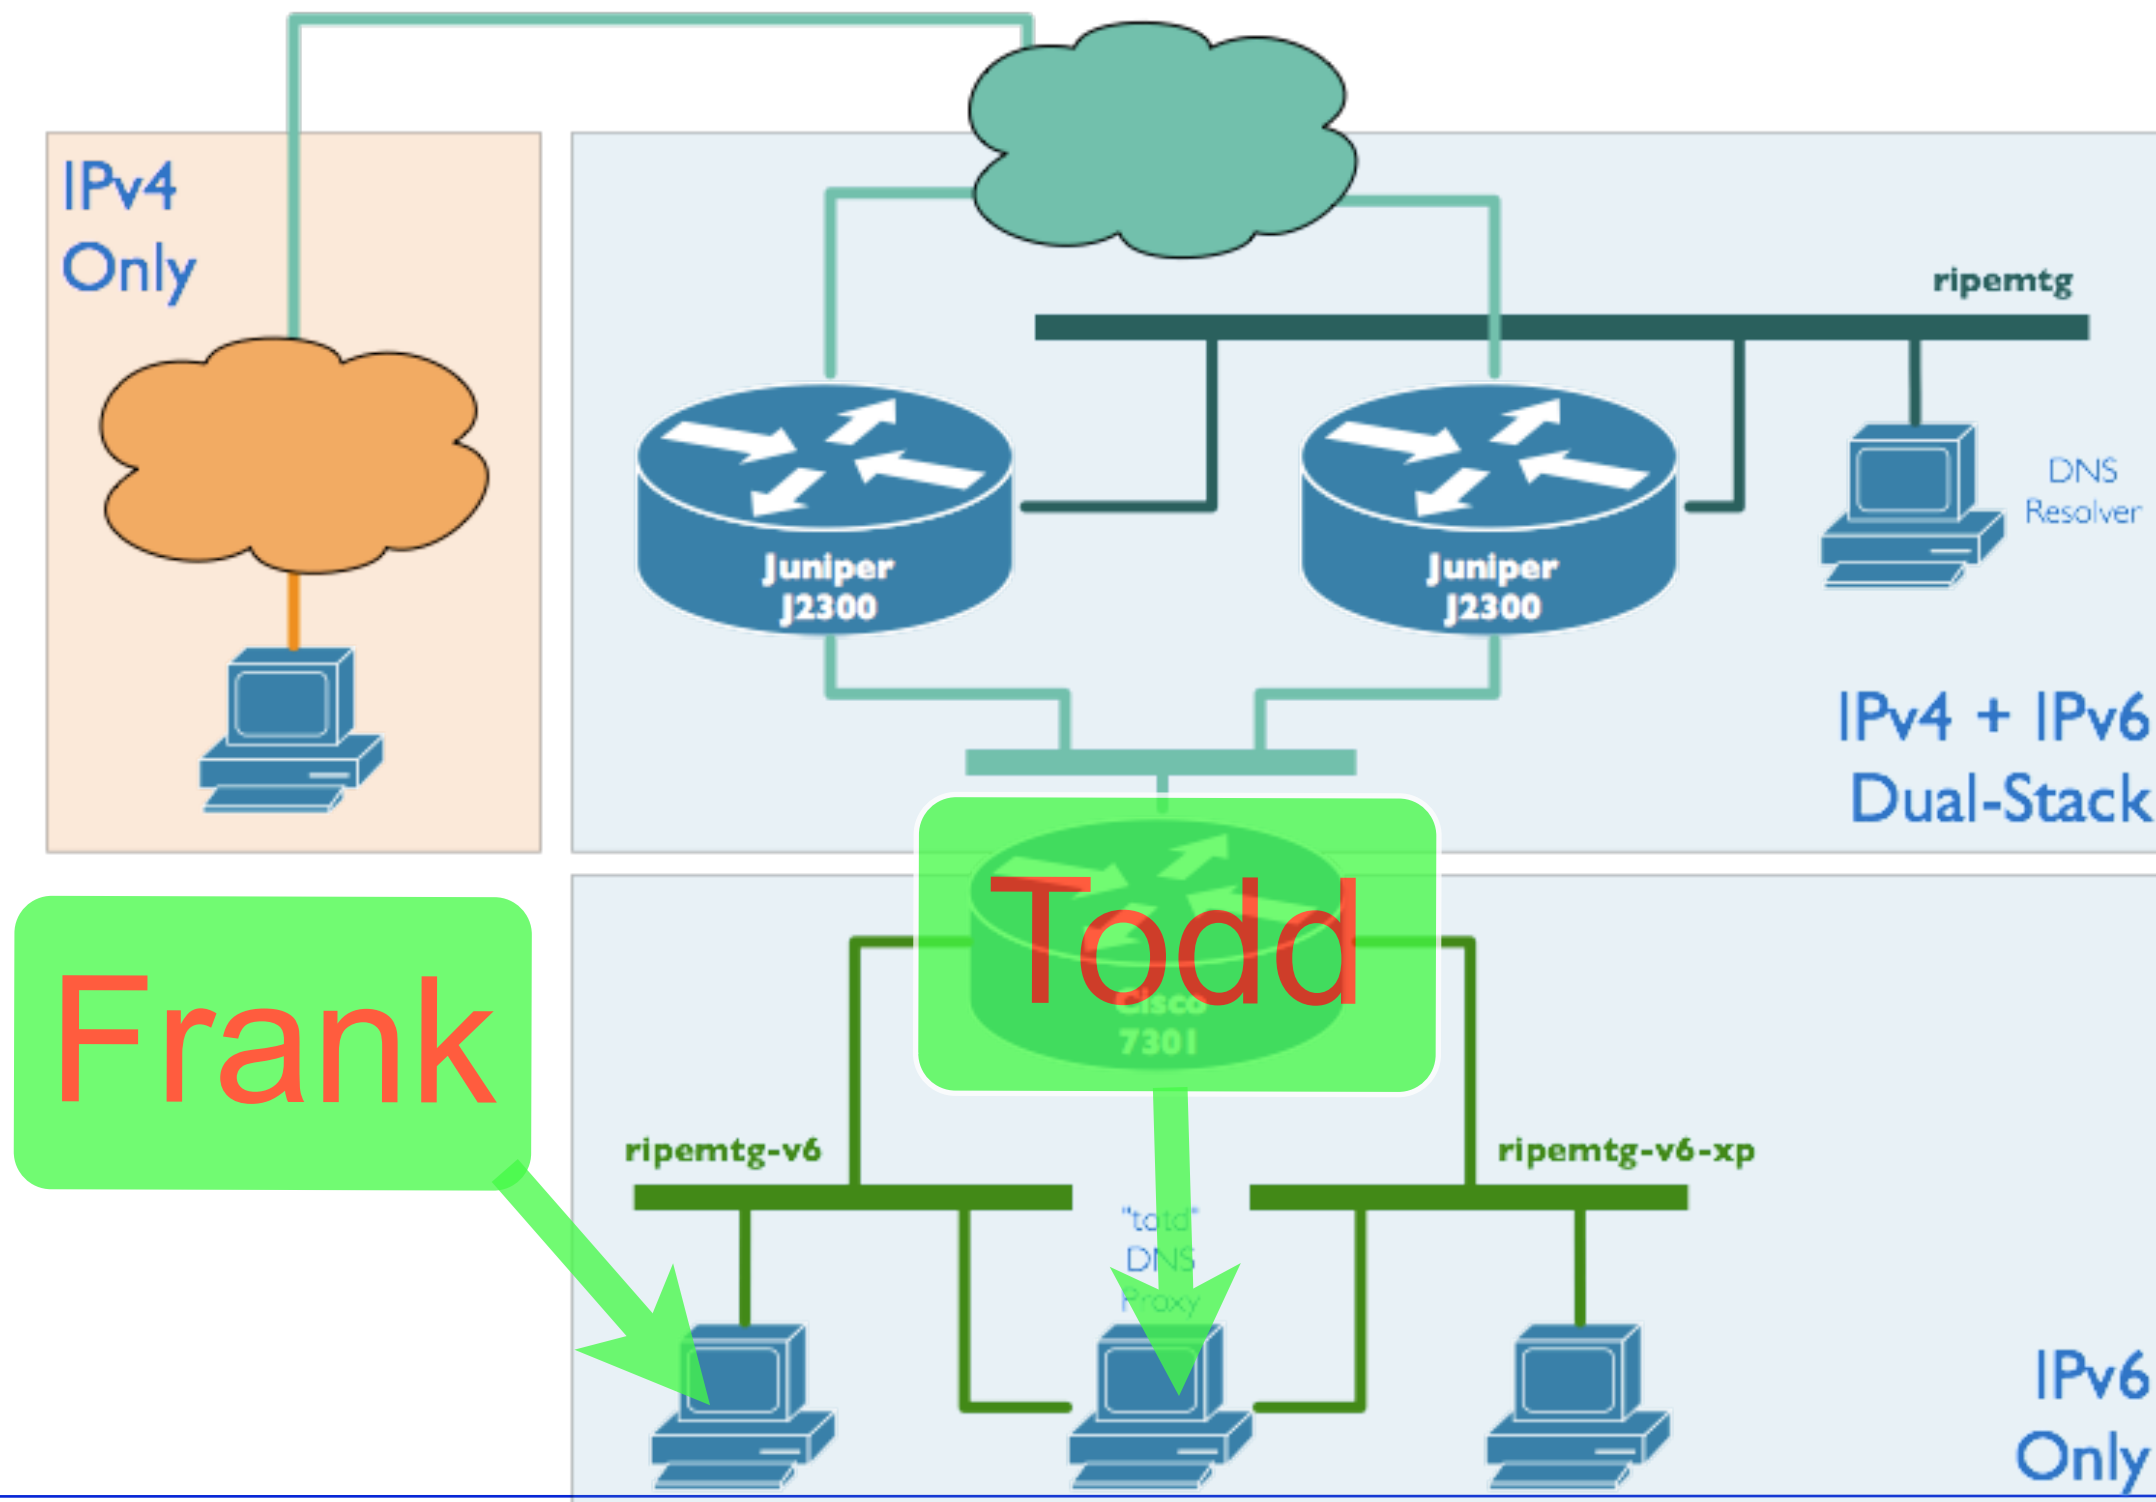 IPv4
Only
ripemtg
DNS
Resolver
Juniper
J2300
Juniper
J2300
IPv4 + IPv6
Dual-Stack
Todd
Cisco
7301
Frank
ripemtg-v6
ripemtg-v6-xp
"totd"
DNS
Proxy
IPv6
Only